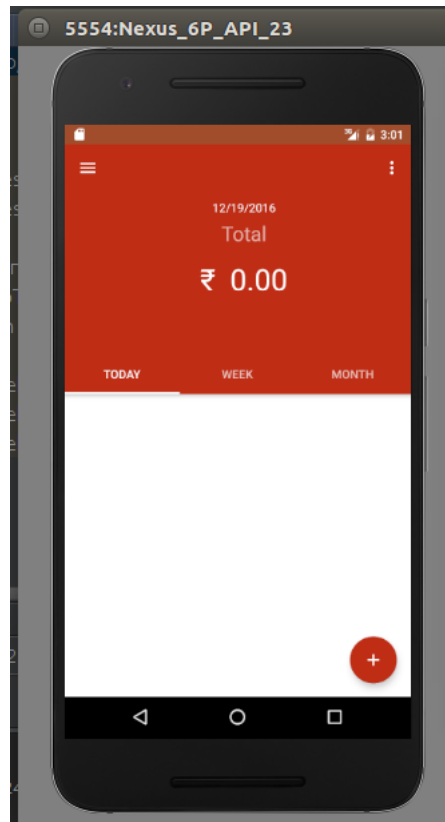 5554:Nexus_6P_API_23
3:01
12/19/2016
Total
₹ 0.00
TODAY WEEK MONTH
+